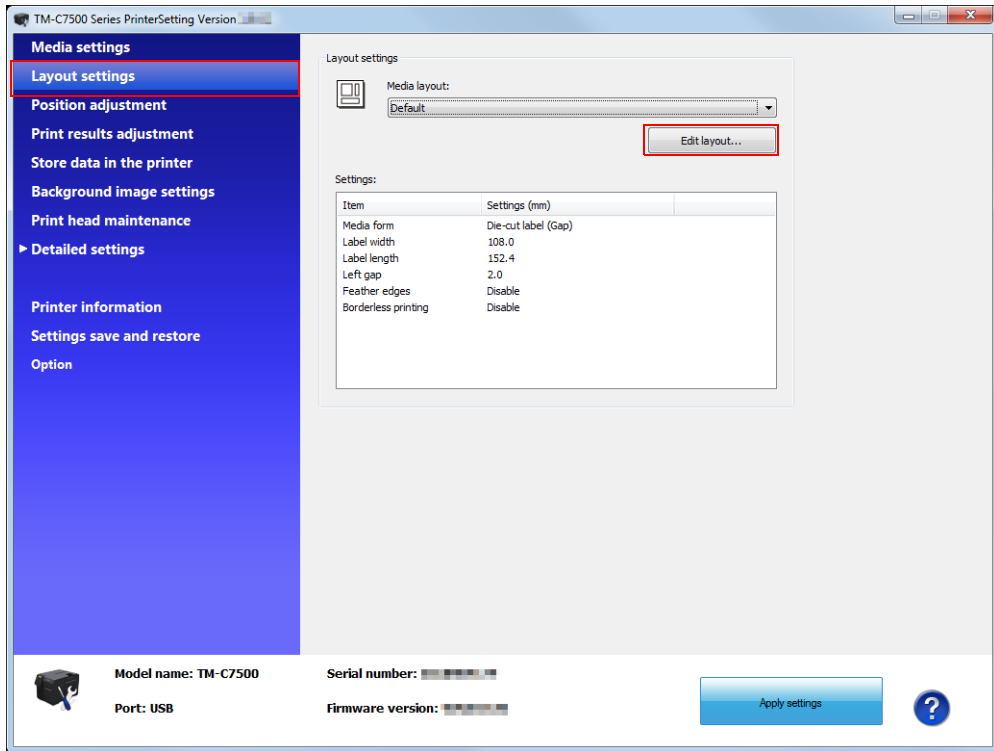 TM-C7500 Series PrinterSetting Version
Media settings
Layout settings
Position adjustment
Print results adjustment
Store data in the printer
Background image settings
Print head maintenance
Detailed settings
Printer information
Settings save and restore
Option
Layout settings
Media layout:
Default
Edit layout...
Settings:
Item Settings (mm)
Media form Die-cut label (Gap)
Label width 108.0
Label length 152.4
Left gap 2.0
Feather edges Disable
Borderless printing Disable
Model name: TM-C7500 Serial number:
Port: USB Firmware version:
Apply settings
?